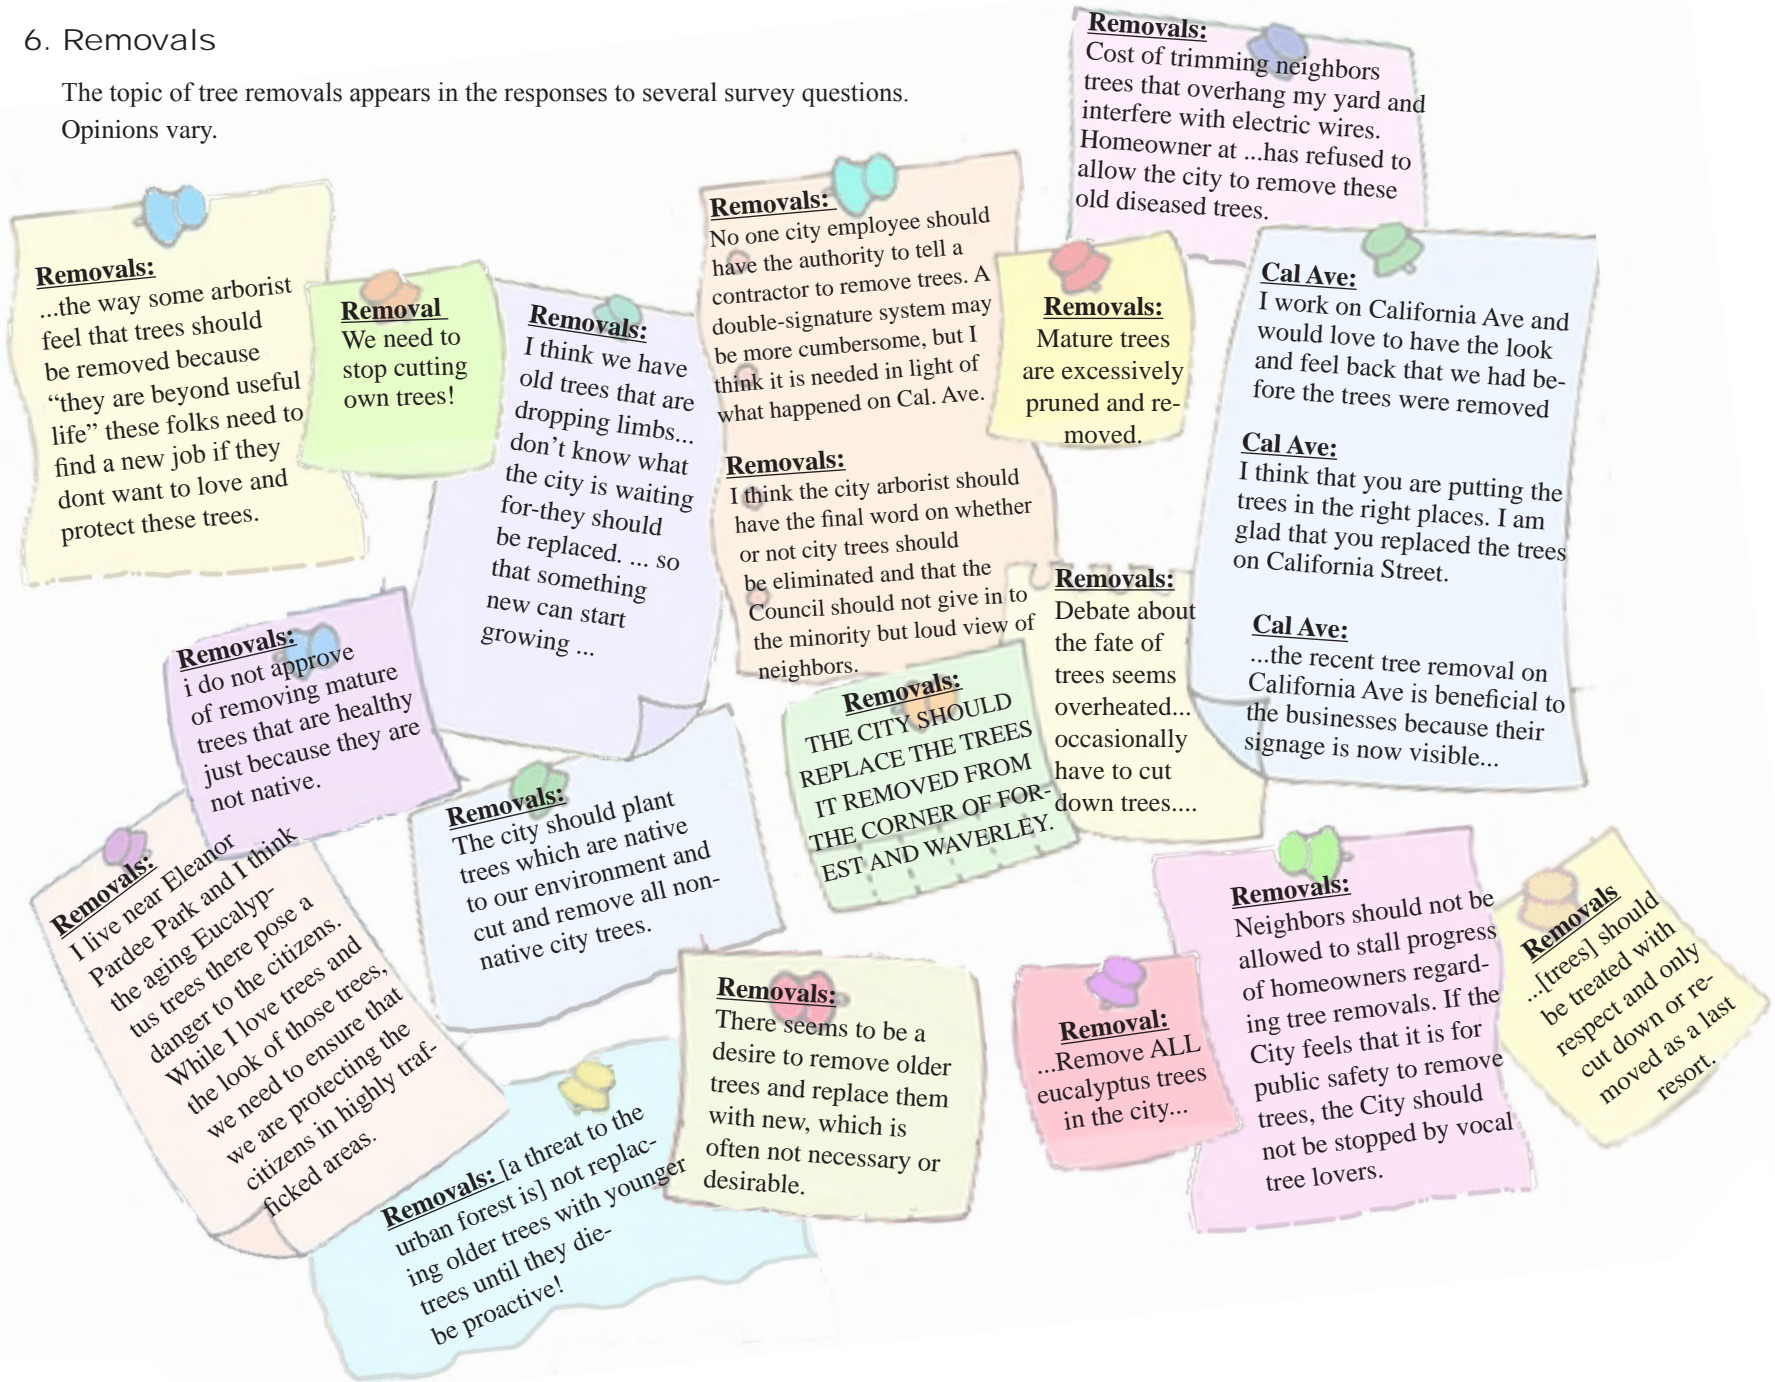 6. Removals
The topic of tree removals appears in the responses to several survey questions.
Opinions vary.
Removals:
...the way some arborist
feel that trees should
be removed because
“they are beyond useful
life” these folks need to
find a new job if they
dont want to love and
protect these trees.
Removal
We need to
stop cutting
own trees!
Removals:
I think we have
old trees that are
dropping limbs...
don’t know what
the city is waiting
for-they should
be replaced. ... so
that something
new can start
growing ...
Removals:
No one city employee should
have the authority to tell a
contractor to remove trees. A
double-signature system may
be more cumbersome, but I
think it is needed in light of
what happened on Cal. Ave.
Removals:
I think the city arborist should
have the final word on whether
or not city trees should
be eliminated and that the
Council should not give in to
the minority but loud view of
neighbors.
Removals:
Mature trees
are excessively
pruned and re-
moved.
Removals:
Cost of trimming neighbors
trees that overhang my yard and
interfere with electric wires.
Homeowner at ...has refused to
allow the city to remove these
old diseased trees.
Cal Ave:
I work on California Ave and
would love to have the look
and feel back that we had be-
fore the trees were removed
Cal Ave:
I think that you are putting the
trees in the right places. I am
glad that you replaced the trees
on California Street.
Cal Ave:
...the recent tree removal on
California Ave is beneficial to
the businesses because their
signage is now visible...
Removals:
Debate about
the fate of
trees seems
overheated...
occasionally
have to cut
down trees....
Removals:
i do not approve
of removing mature
trees that are healthy
just because they are
not native.
Removals:
THE CITY SHOULD
REPLACE THE TREES
IT REMOVED FROM
THE CORNER OF FOR-
EST AND WAVERLEY.
Removals:
The city should plant
trees which are native
to our environment and
cut and remove all non-
native city trees.
Removals:
I live near Eleanor
Pardee Park and I think
the aging Eucalyp-
tus trees there pose a
danger to the citizens.
While I love trees and
the look of those trees,
we need to ensure that
we are protecting the
citizens in highly traf-
ficked areas.
Removals: [a threat to the
urban forest is] not replac-
ing older trees with younger
trees until they die-
be proactive!
Removals:
There seems to be a
desire to remove older
trees and replace them
with new, which is
often not necessary or
desirable.
Removal:
...Remove ALL
eucalyptus trees
in the city...
Removals:
Neighbors should not be
allowed to stall progress
of homeowners regard-
ing tree removals. If the
City feels that it is for
public safety to remove
trees, the City should
not be stopped by vocal
tree lovers.
Removals
...[trees] should
be treated with
respect and only
cut down or re-
moved as a last
resort.